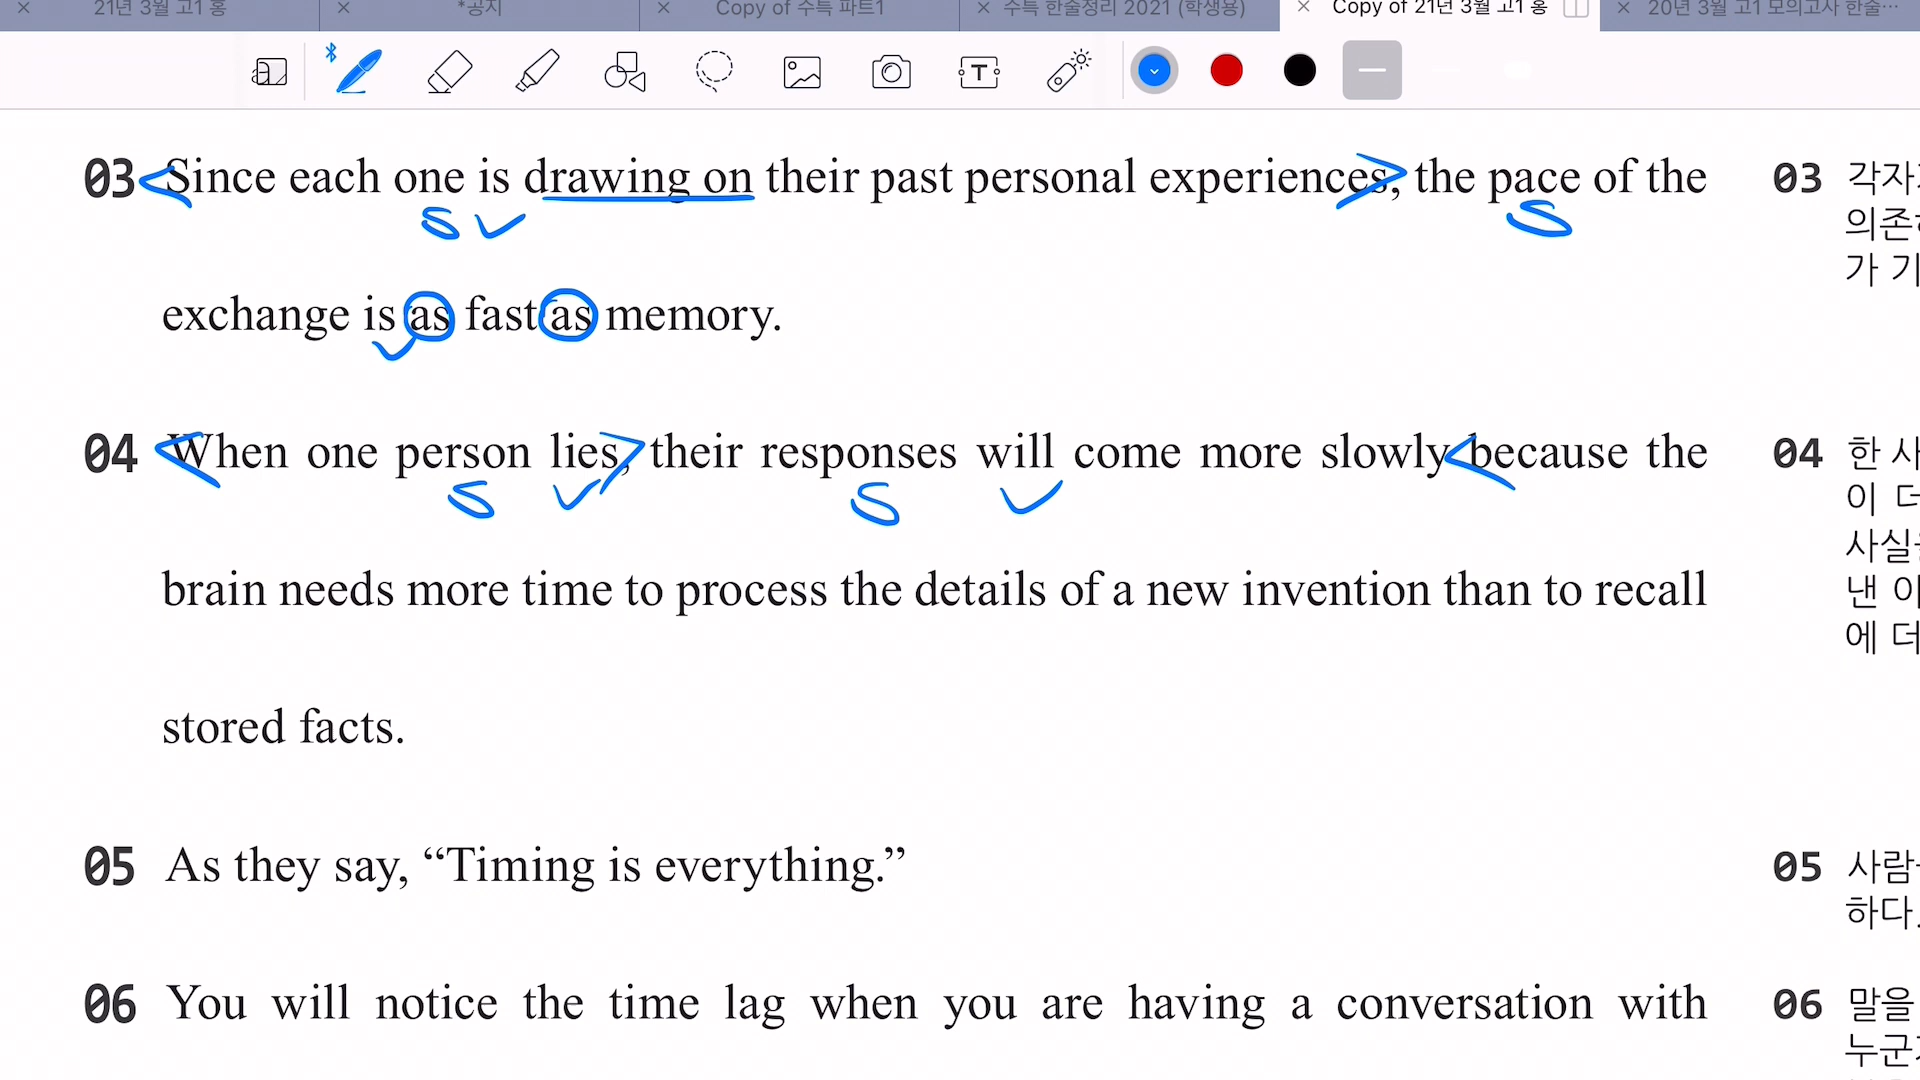 21년 3월 고1 홍
*공지
Copy of 수특 파트1
수특 한술정리 2021 (학생용)
Copy of 21년 3월 고1 홍
20년 3월 고1 모의고사 한술…
03 Since each one is drawing on their past personal experiences, the pace of the
S V S
exchange is as fast as memory.
V
04 When one person lies, their responses will come more slowly because the
S V S V
brain needs more time to process the details of a new invention than to recall
stored facts.
05 As they say, “Timing is everything.”
06 You will notice the time lag when you are having a conversation with
03 각자
의존
가 기
04 한 사
이 더
사실
낸 이
에 더
05 사람
하다
06 말을
누군